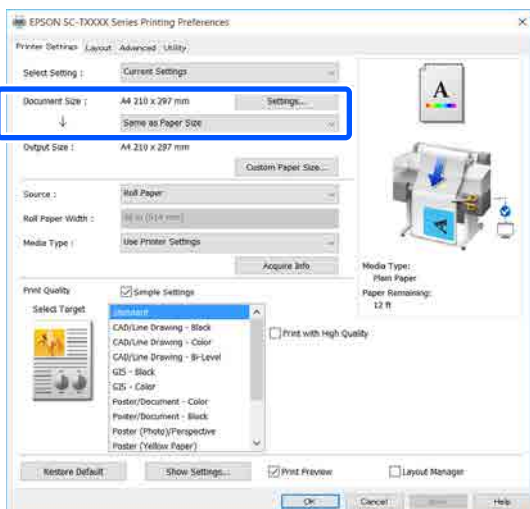 EPSON SC-TXXXX Series Printing Preferences
Printer Settings Layout Advanced Utility
Select Setting : Current Settings
Document Size : A4 210 x 297 mm Settings...
Same as Paper Size
Output Size : A4 210 x 297 mm
Custom Paper Size...
Source : Roll Paper
Roll Paper Width :
Media Type : Use Printer Settings
Acquire Info
Media Type:
Plain Paper
Paper Remaining:
12 ft
Print Quality Simple Settings
Select Target
Standard
CAD/Line Drawing - Black
CAD/Line Drawing - Color
CAD/Line Drawing - Bi-Level
GIS - Black
GIS - Color
Poster/Document - Color
Poster/Document - Black
Poster (Photo)/Perspective
Poster (Yellow Paper)
Print with High Quality
Restore Default Show Settings... Print Preview Layout Manager
OK Cancel Help
A